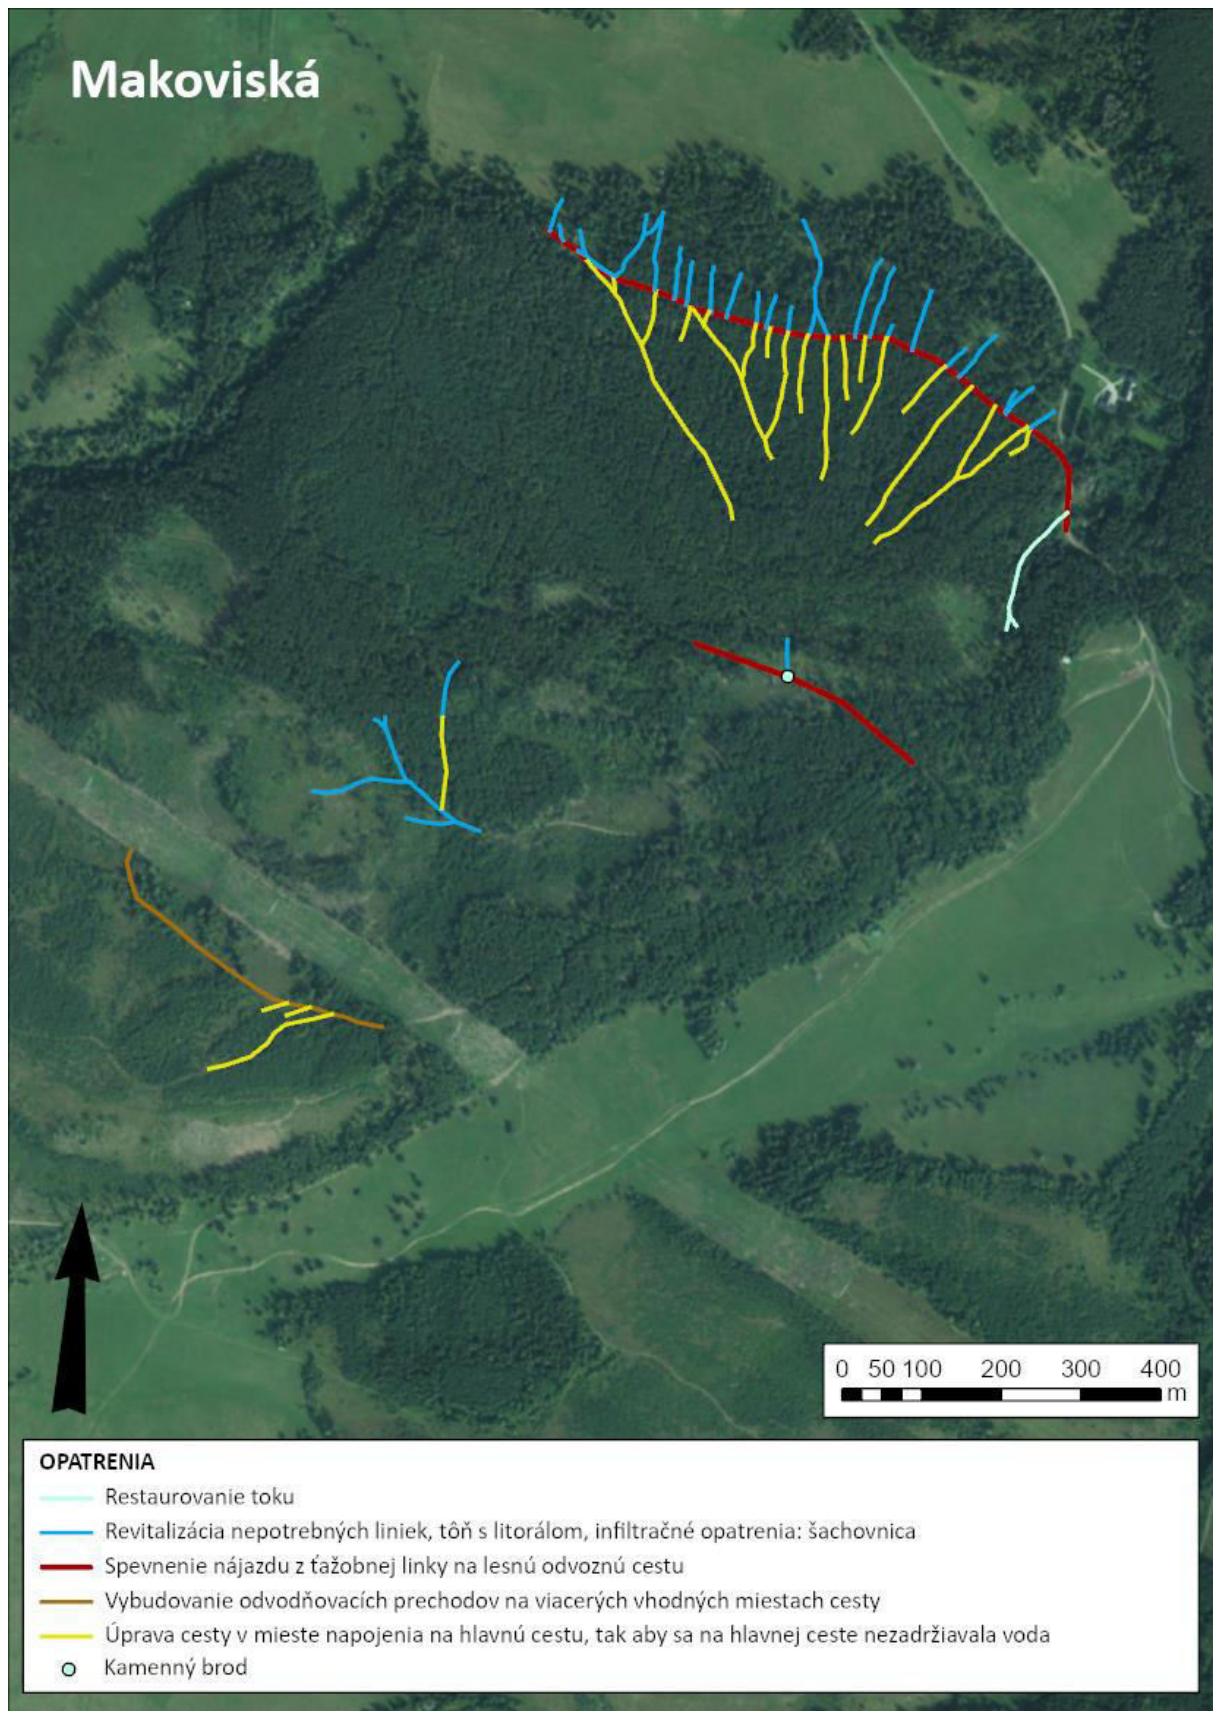 Makoviská
0 50 100 200 300 400
m
OPATRENIA
Restaurovanie toku
Revitalizácia nepotrebných liniek, tôň s litorálom, infiltračné opatrenia: šachovnica
Spevnenie nájazdu z ťažobnej linky na lesnú odvoznú cestu
Vybudovanie odvodňovacích prechodov na viacerých vhodných miestach cesty
Úprava cesty v mieste napojenia na hlavnú cestu, tak aby sa na hlavnej ceste nezadržiavala voda
Kamenný brod